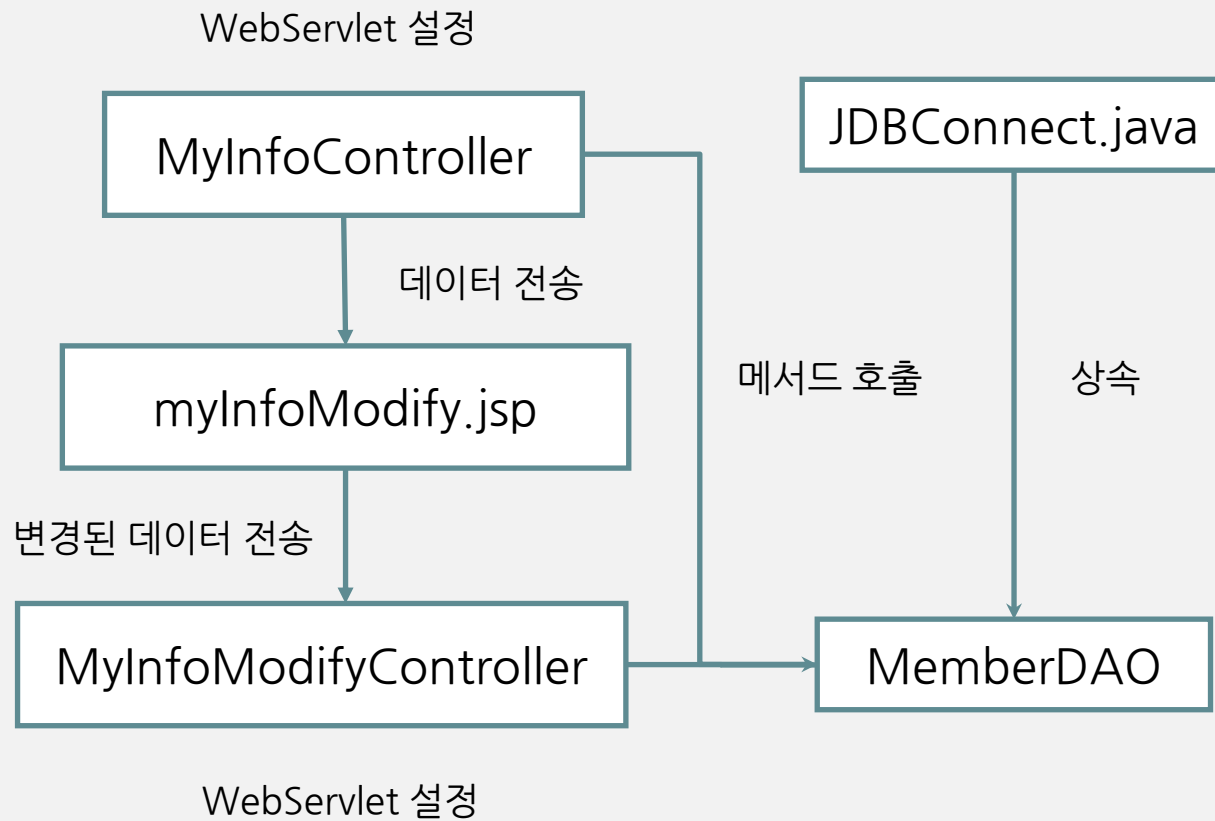 WebServlet 설정
MyInfoController
JDBConnect.java
데이터 전송
myInfoModify.jsp
메서드 호출
상속
변경된 데이터 전송
MyInfoModifyController
MemberDAO
WebServlet 설정